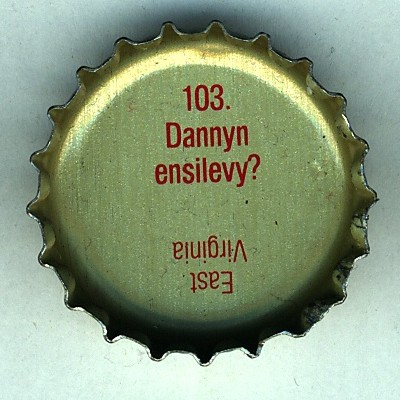 103.
Dannyn
ensilevy?
East
Virginia